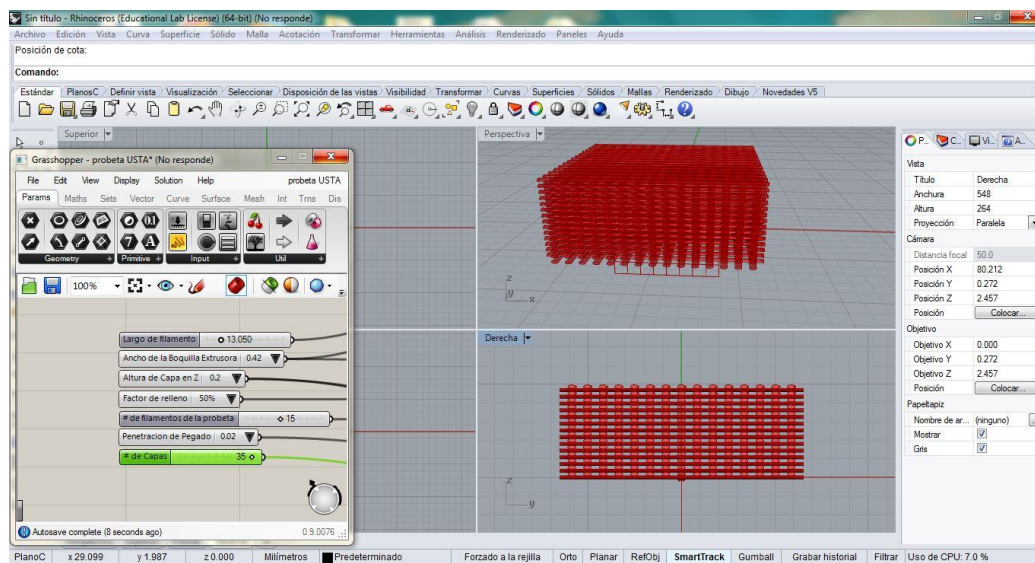 Sin título - Rhinoceros (Educational Lab License) (64-bit) (No responde)
Archivo Edición Vista Curva Superficie Sólido Malla Acotación Transformar Herramientas Análisis Renderizado Paneles Ayuda
Posición de cota:
Comando:
Estándar PlanosC Definir vista Visualización Seleccionar Disposición de las vistas Visibilidad Transformar Curvas Superficies Sólidos Mallas Renderizado Dibujo Novedades V5
Superior
Perspectiva
z
y
x
Derecha
z
y
Grasshopper - probeta USTA* (No responde)
File Edit View Display Solution Help probeta USTA
Params Maths Sets Vector Curve Surface Mesh Int Trns Dis
Geometry Primitive Input Util
100%
Largo de filamento 13.050
Ancho de la Boquilla Extrusora 0.42
Altura de Capa en Z 0.2
Factor de relleno 50%
# de filamentos de la probeta 15
Penetracion de Pegado 0.02
# de Capas 35
Autosave complete (8 seconds ago) 0.9.0076
P... C... Vi... A...
Vista
Título Derecha
Anchura 548
Altura 264
Proyección Paralela
Cámara
Distancia focal 50.0
Posición X 80.212
Posición Y 0.272
Posición Z 2.457
Posición Colocar...
Objetivo
Objetivo X 0.000
Objetivo Y 0.272
Objetivo Z 2.457
Posición Colocar...
Papeltapiz
Nombre de ar... (ninguno)
Mostrar
Gris
PlanoC x 29.099 y 1.987 z 0.000 Milímetros Predeterminado Forzado a la rejilla Orto Planar RefObj SmartTrack Gumball Grabar historial Filtrar Uso de CPU: 7.0 %